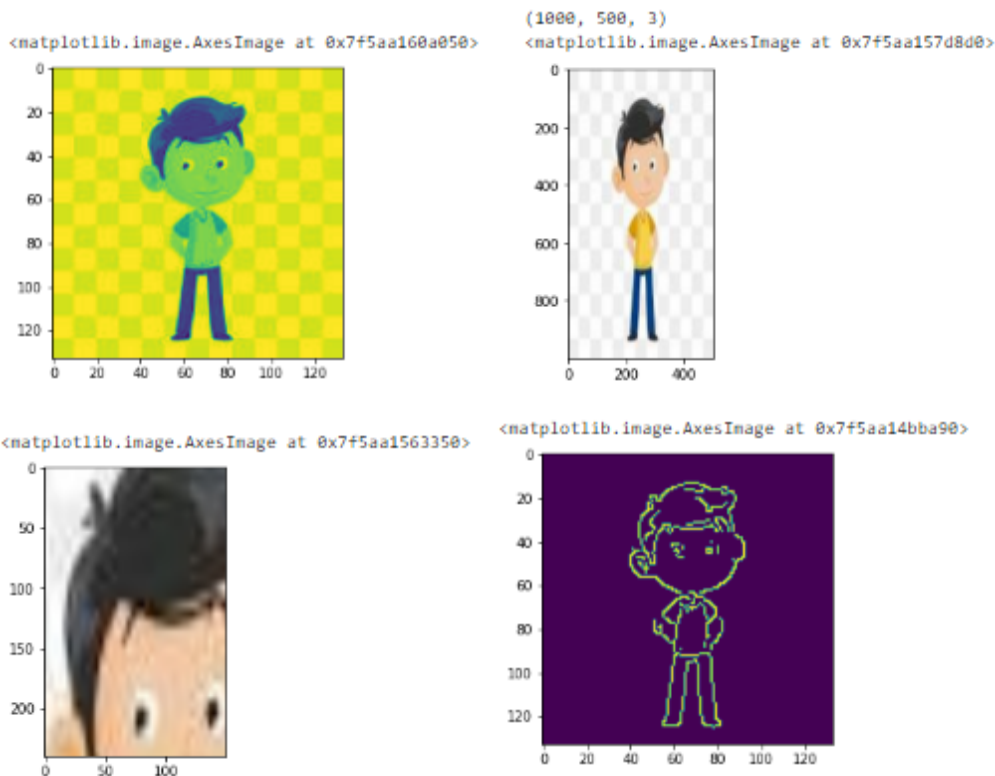 <matplotlib.image.AxesImage at 0x7f5aa160a050>
0
20
40
60
80
100
120
0 20 40 60 80 100 120
(1000, 500, 3)
<matplotlib.image.AxesImage at 0x7f5aa157d8d0>
0
200
400
600
800
0 200 400
<matplotlib.image.AxesImage at 0x7f5aa1563350>
0
50
100
150
200
0 50 100
<matplotlib.image.AxesImage at 0x7f5aa14bba90>
0
20
40
60
80
100
120
0 20 40 60 80 100 120